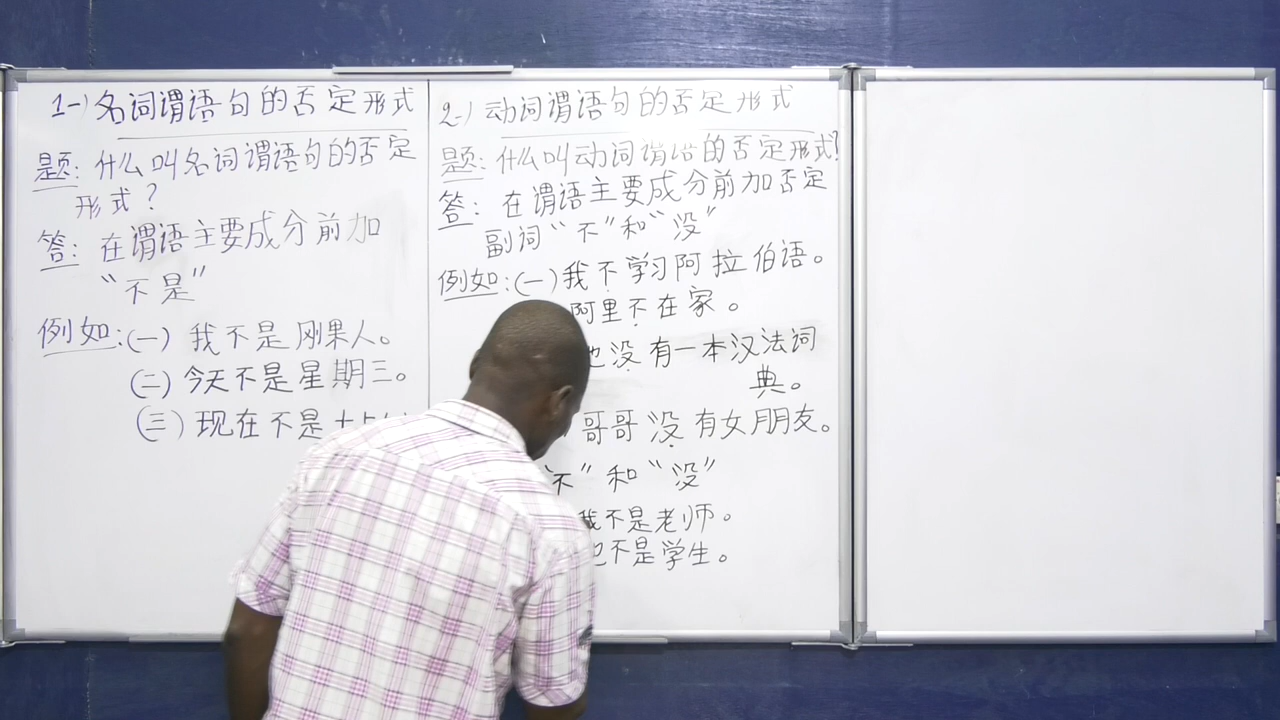 1-) 名词谓语句的否定形式
题: 什么叫名词谓语句的否定
形式?
答: 在谓语主要成分前加
“不是”
例如:(一) 我不是刚果人。
(二) 今天不是星期三。
(三) 现在不是十点
2-) 动词谓语句的否定形式
题: 什么叫动词谓语的否定形式?
答: 在谓语主要成分前加否定
副词“不”和“没”
例如:(一) 我不学习阿拉伯语。
阿里不在家。
也没有一本汉法词
典。
哥哥没有女朋友。
不”和“没”
我不是老师。
也不是学生。